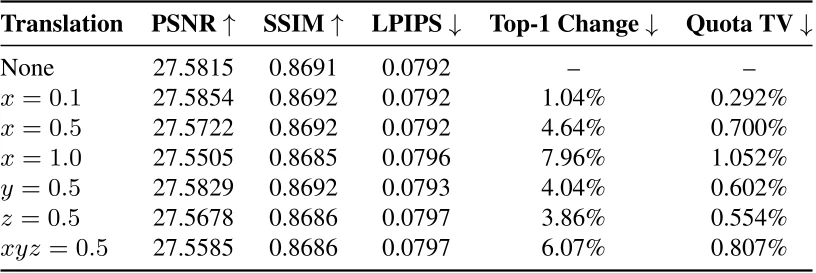 Translation PSNR ↑ SSIM ↑ LPIPS ↓ Top-1 Change ↓ Quota TV ↓
None 27.5815 0.8691 0.0792 – –
x = 0.1 27.5854 0.8692 0.0792 1.04% 0.292%
x = 0.5 27.5722 0.8692 0.0792 4.64% 0.700%
x = 1.0 27.5505 0.8685 0.0796 7.96% 1.052%
y = 0.5 27.5829 0.8692 0.0793 4.04% 0.602%
z = 0.5 27.5678 0.8686 0.0797 3.86% 0.554%
xyz = 0.5 27.5585 0.8686 0.0797 6.07% 0.807%